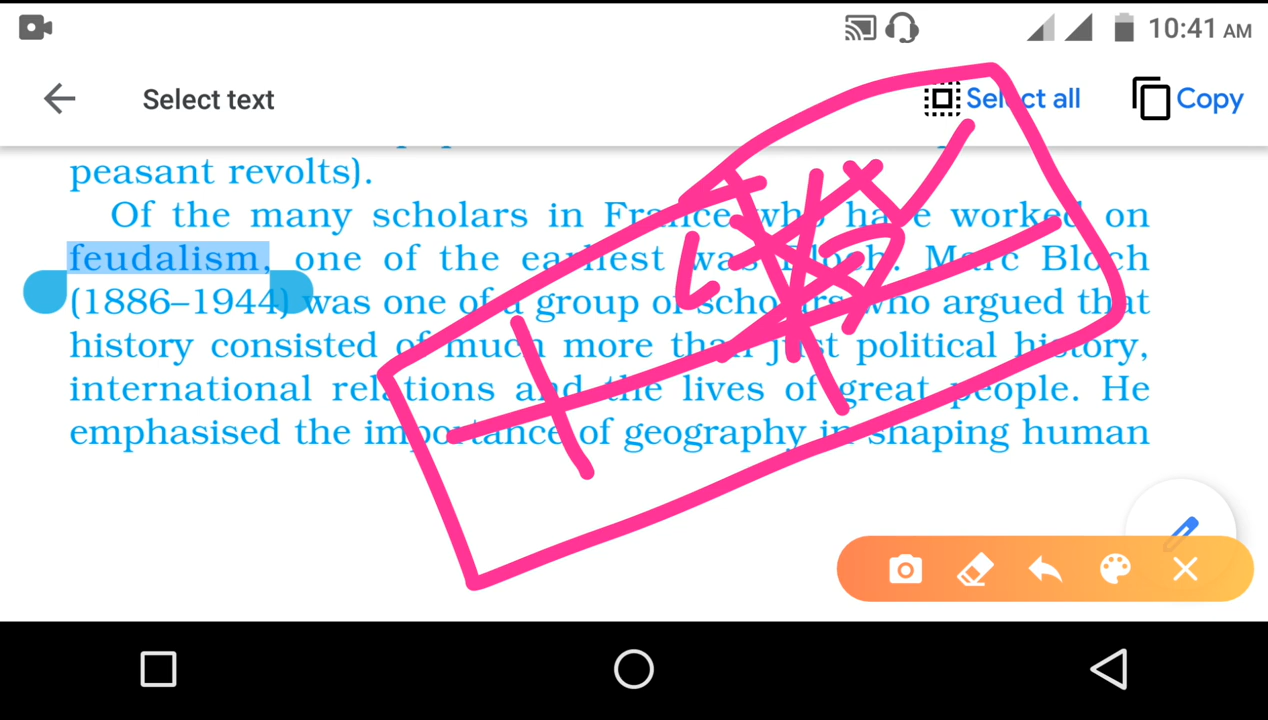 10:41 AM
Select text
Select all
Copy
peasant revolts).
Of the many scholars in France who have worked on
feudalism, one of the earliest was Bloch. Marc Bloch
(1886–1944) was one of a group of scholars who argued that
history consisted of much more than just political history,
international relations and the lives of great people. He
emphasised the importance of geography in shaping human